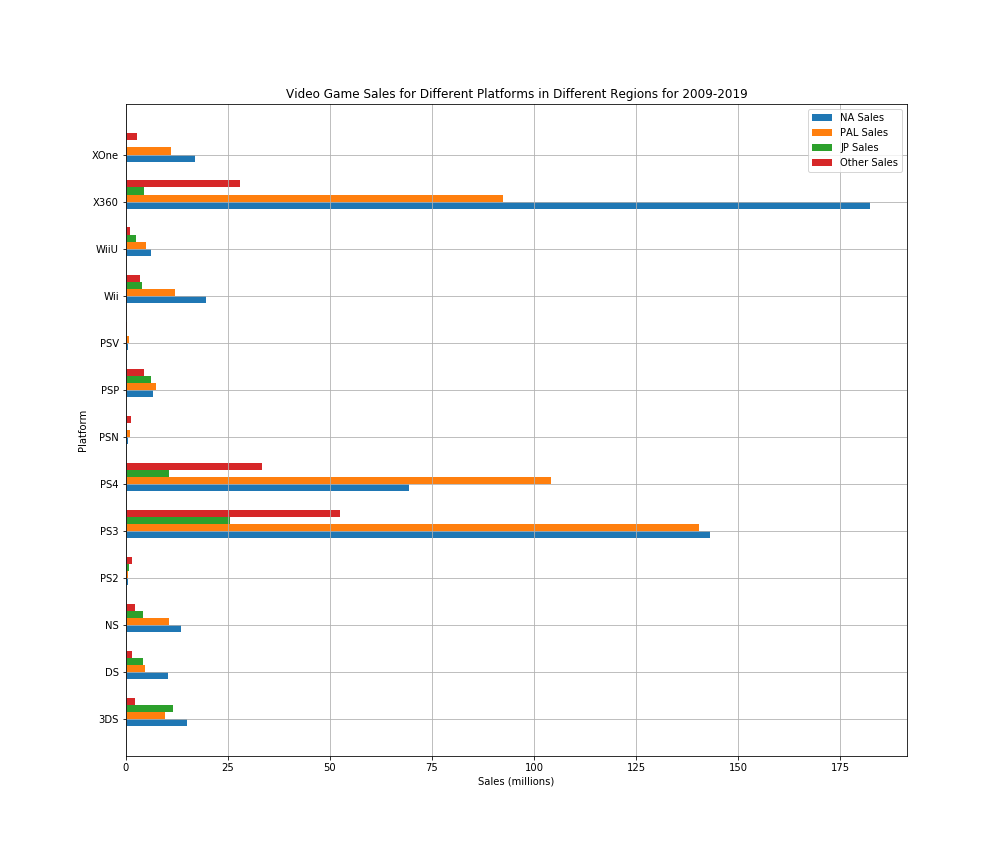 Video Game Sales for Different Platforms in Different Regions for 2009-2019
NA Sales
PAL Sales
JP Sales
Other Sales
Platform
XOne
X360
WiiU
Wii
PSV
PSP
PSN
PS4
PS3
PS2
NS
DS
3DS
0 25 50 75 100 125 150 175
Sales (millions)